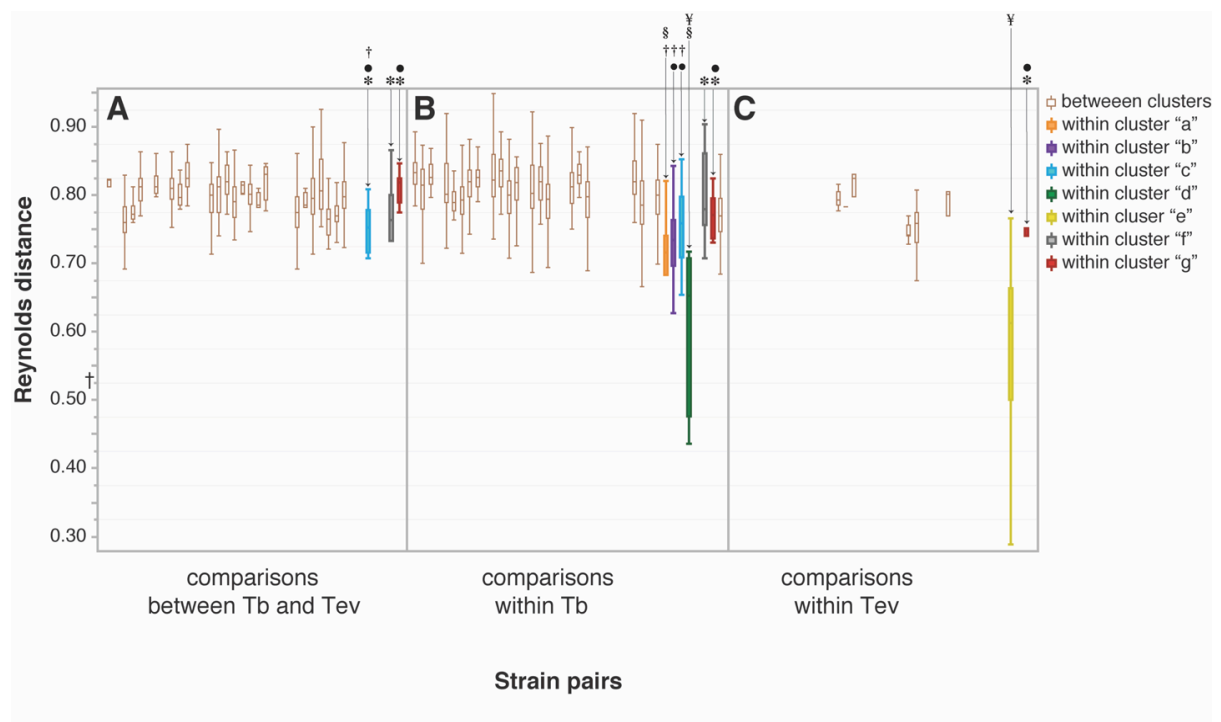 ¥
§
§
¥
†
†††
●
●●
●
●
*
**
**
*
A
B
C
Reynolds distance
0.90
0.80
0.70
0.60
†
0.50
0.40
0.30
betweeen clusters
within cluster “a”
within cluster “b”
within cluster “c”
within cluster “d”
within cluser “e”
within cluster “f”
within cluster “g”
comparisons
between Tb and Tev
comparisons
within Tb
comparisons
within Tev
Strain pairs